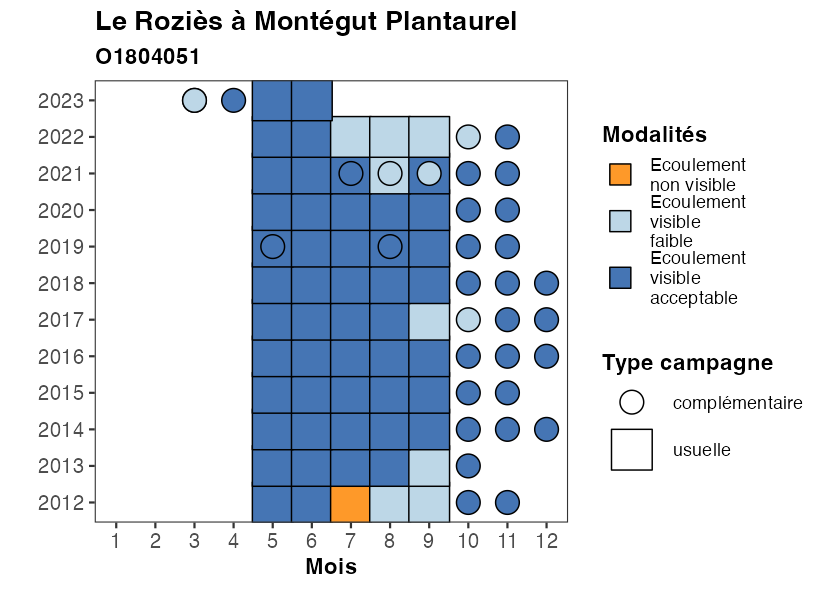 Le Roziès à Montégut Plantaurel
O1804051
2023
2022
2021
2020
2019
2018
2017
2016
2015
2014
2013
2012
1 2 3 4 5 6 7 8 9 10 11 12
Mois
Modalités
Ecoulement
non visible
Ecoulement
visible
faible
Ecoulement
visible
acceptable
Type campagne
complémentaire
usuelle